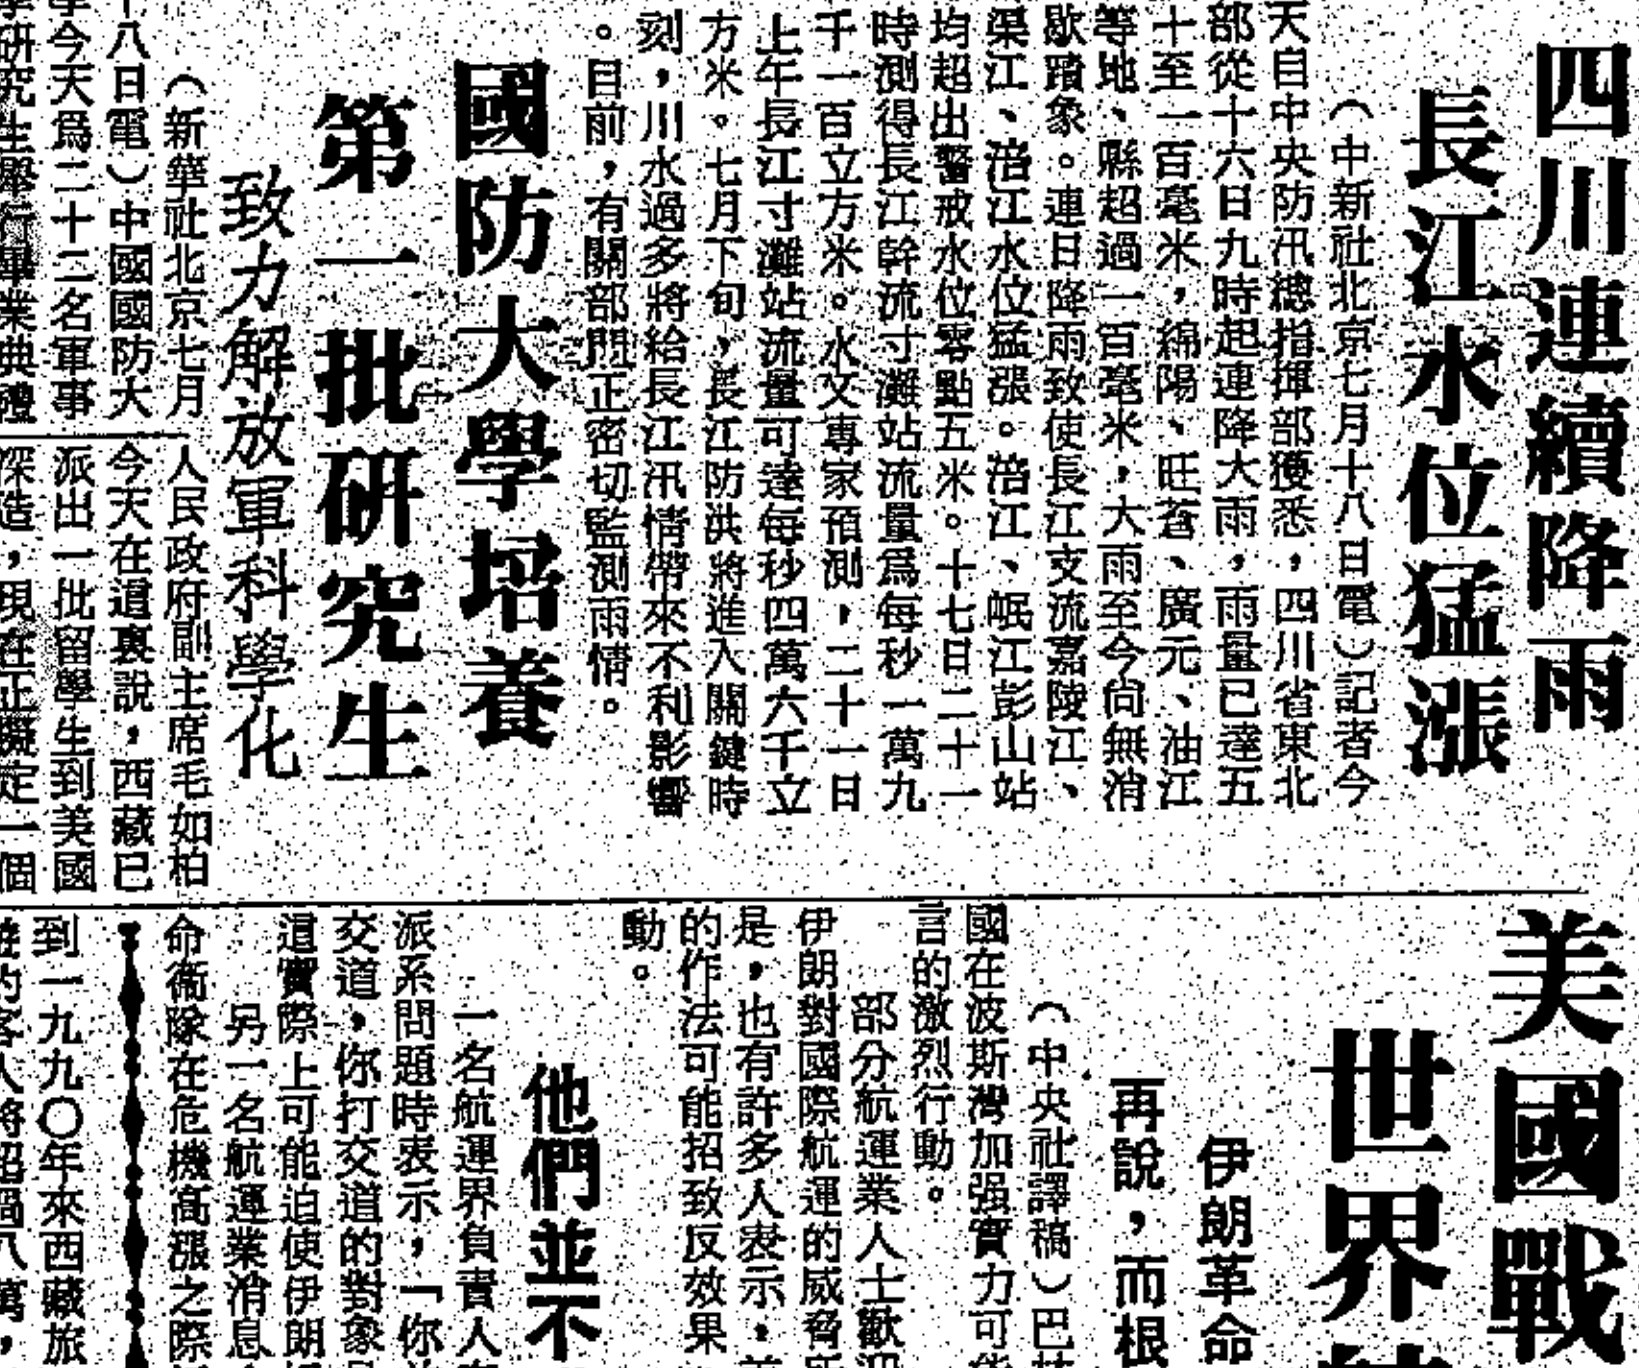 四川連續降雨
長江水位猛漲
（中新社北京七月十八日電）記者今
天自中央防汛總指揮部獲悉，四川省東北
部從十六日九時起連降大雨，雨量已達五
十至一百毫米，綿陽、旺蒼、廣元、油江
等地、縣超過一百毫米，大雨至今尚無消
歇蹟象。連日降雨致使長江支流嘉陵江、
渠江、涪江水位猛漲。涪江、岷江彭山站
均超出警戒水位零點五米。十七日二十一
時測得長江幹流寸灘站流量爲每秒一萬九
千一百立方米。水文專家預測，二十一日
上午長江寸灘站流量可達每秒四萬六千立
方米。七月下旬，長江防洪將進入關鍵時
刻，川水過多將給長江汛情帶來不利影響
。目前，有關部門正密切監測雨情。
國防大學培養
第一批研究生
致力解放軍科學化
（新華社北京七月
十八日電）中國國防大
學今天爲二十二名軍事
學研究生舉行畢業典禮
人民政府副主席毛如柏
今天在這裏說，西藏已
派出一批留學生到美國
深造，現在正擬定一個
美國戰
世界
伊朗革命
再說，而根
（中央社譯稿）巴
國在波斯灣加强實力可能
言的激烈行動。
部分航運業人士歡迎
伊朗對國際航運的威脅
是，也有許多人表示，
的作法可能招致反效果
動。
他們並不
一名航運界負責人
派系問題時表示，「你
交道，你打交道的對象
這實際上可能迫使伊朗
另一名航運業消息
命衞隊在危機高漲之際
到一九九〇年來西藏旅
遊的客人將超過八萬，